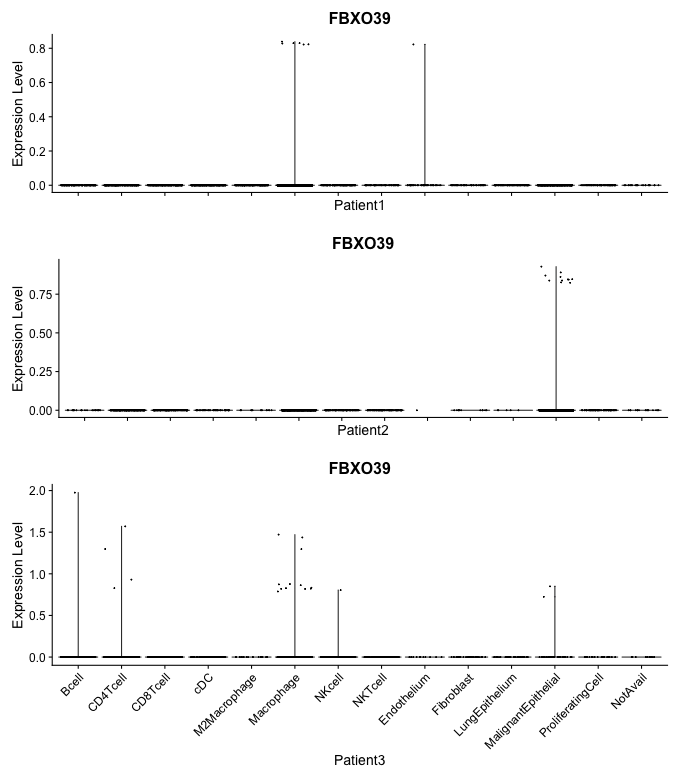 FBXO39
Expression Level
0.8
0.6
0.4
0.2
0.0
Patient1
FBXO39
Expression Level
0.75
0.50
0.25
0.00
Patient2
FBXO39
Expression Level
2.0
1.5
1.0
0.5
0.0
Bcell
CD4Tcell
CD8Tcell
cDC
M2Macrophage
Macrophage
NKcell
NKTcell
Endothelium
Fibroblast
LungEpithelium
MalignantEpithelial
ProliferatingCell
NotAvail
Patient3